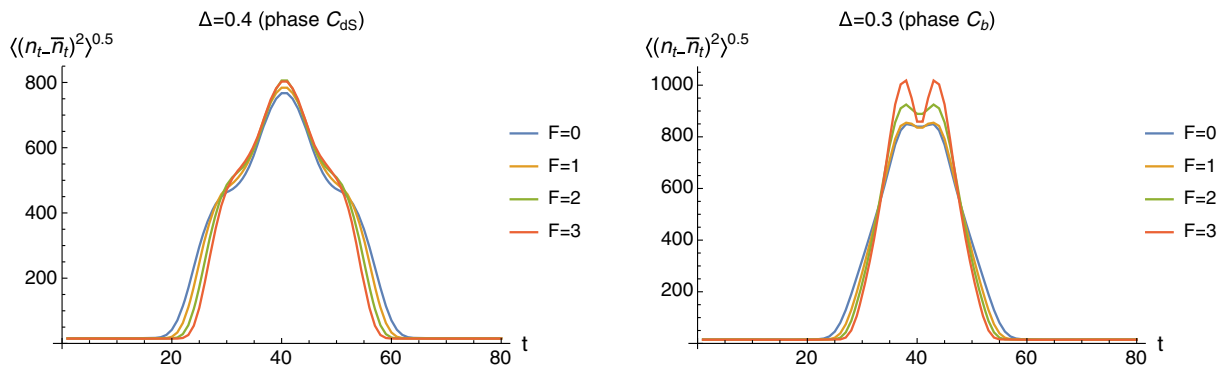 Δ=0.4 (phase C_dS)
⟨(n_t-n̅_t)²⟩^0.5
800
600
400
200
20
40
60
80
t
F=0
F=1
F=2
F=3
Δ=0.3 (phase C_b)
⟨(n_t-n̅_t)²⟩^0.5
1000
800
600
400
200
20
40
60
80
t
F=0
F=1
F=2
F=3